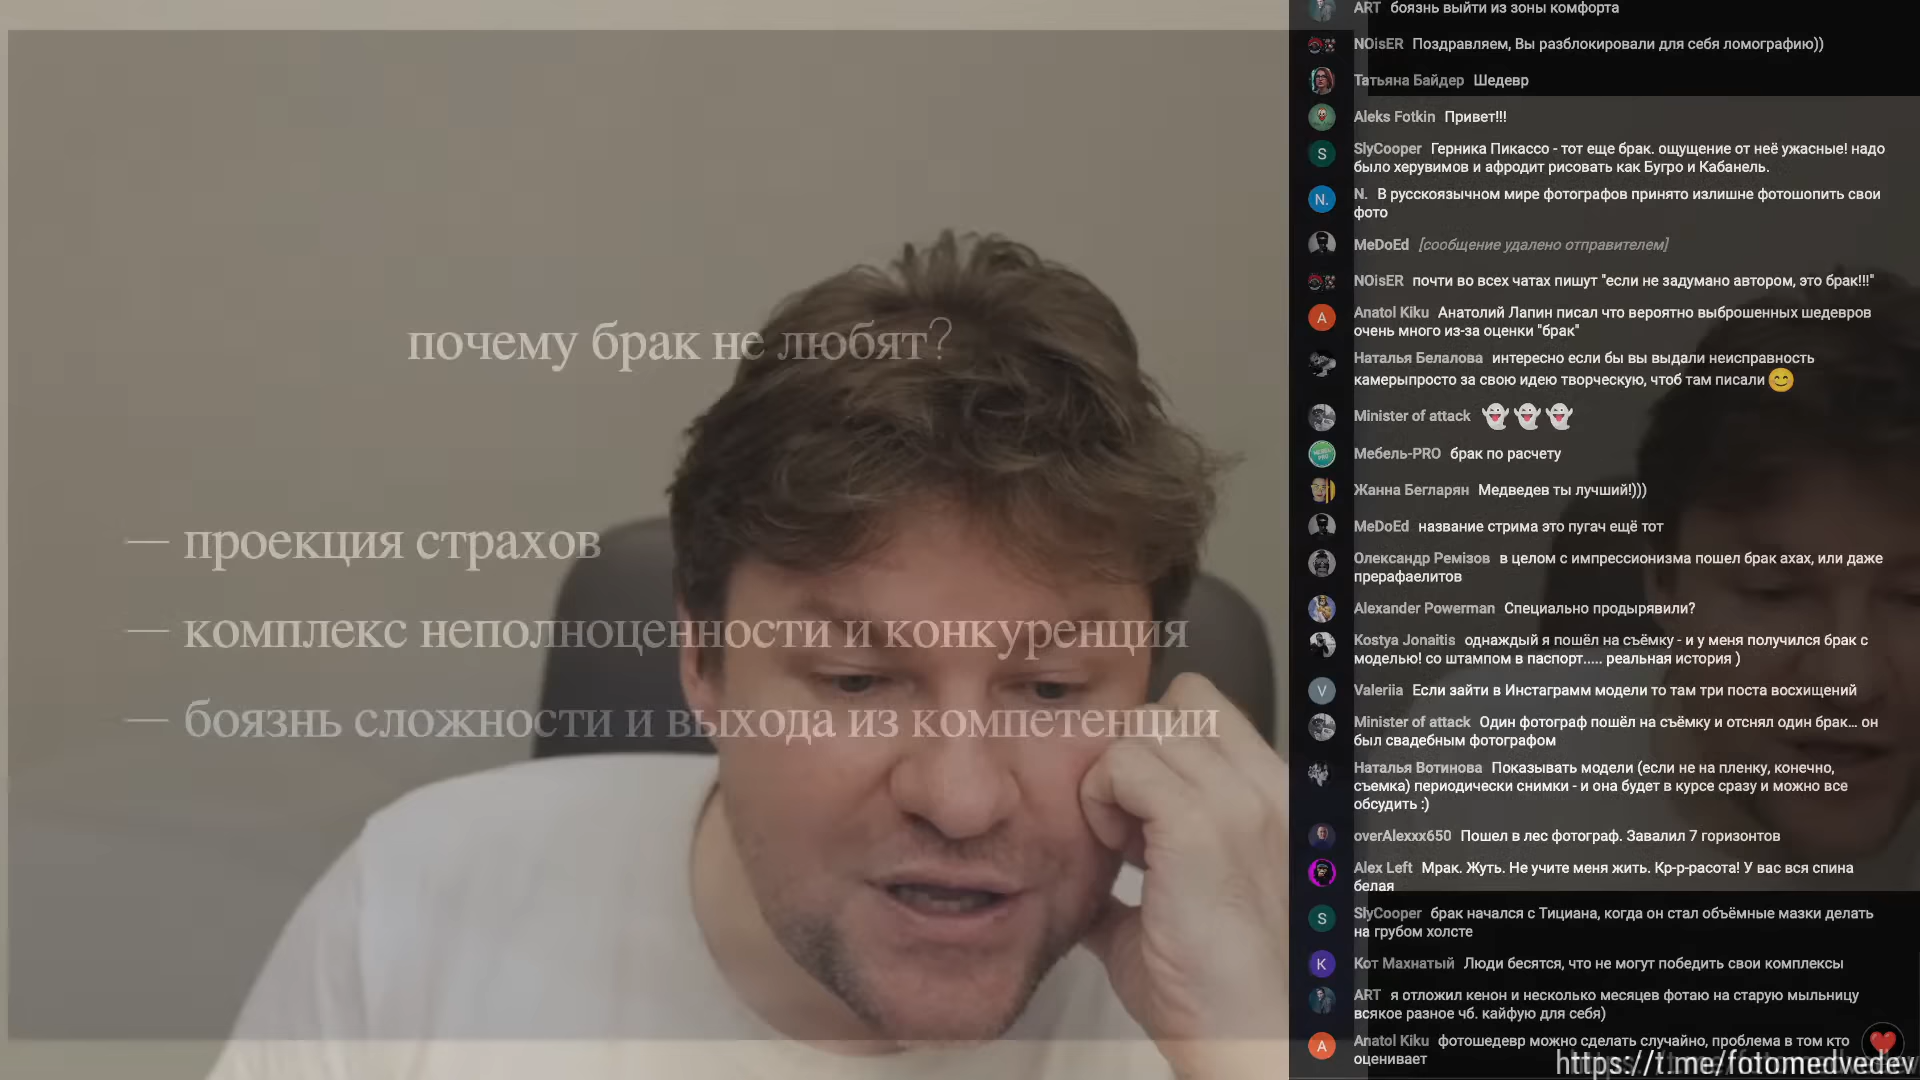 почему брак не любят?
— проекция страхов
— комплекс неполноценности и конкуренция
— боязнь сложности и выхода из компетенции
ART боязнь выйти из зоны комфорта
NOisER Поздравляем, Вы разблокировали для себя ломографию))
Татьяна Байдер Шедевр
Aleks Fotkin Привет!!!
S SlyCooper Герника Пикассо - тот еще брак. ощущение от неё ужасные! надо
было херувимов и афродит рисовать как Бугро и Кабанель.
N. N. В русскоязычном мире фотографов принято излишне фотошопить свои
фото
MeDoEd [сообщение удалено отправителем]
NOisER почти во всех чатах пишут "если не задумано автором, это брак!!!"
A Anatol Kiku Анатолий Лапин писал что вероятно выброшенных шедевров
очень много из-за оценки "брак"
Наталья Белалова интересно если бы вы выдали неисправность
камерыпросто за свою идею творческую, чтоб там писали 😊
Minister of attack 👻👻👻
Мебель-PRO брак по расчету
Жанна Бегларян Медведев ты лучший!)))
MeDoEd название стрима это пугач ещё тот
Олександр Ремізов в целом с импрессионизма пошел брак ахах, или даже
прерафаелитов
Alexander Powerman Специально продырявили?
Kostya Jonaitis однаждый я пошёл на съёмку - и у меня получился брак с
моделью! со штампом в паспорт..... реальная история )
V Valeriia Если зайти в Инстаграмм модели то там три поста восхищений
Minister of attack Один фотограф пошёл на съёмку и отснял один брак... он
был свадебным фотографом
Наталья Вотинова Показывать модели (если не на пленку, конечно,
съемка) периодически снимки - и она будет в курсе сразу и можно все
обсудить :)
overAlexxx650 Пошел в лес фотограф. Завалил 7 горизонтов
Alex Left Мрак. Жуть. Не учите меня жить. Кр-р-расота! У вас вся спина
белая
S SlyCooper брак начался с Тициана, когда он стал объёмные мазки делать
на грубом холсте
K Кот Махнатый Люди бесятся, что не могут победить свои комплексы
ART я отложил кенон и несколько месяцев фотаю на старую мыльницу
всякое разное чб. кайфую для себя)
A Anatol Kiku фотошедевр можно сделать случайно, проблема в том кто
оценивает
https://t.me/fotomedvedev